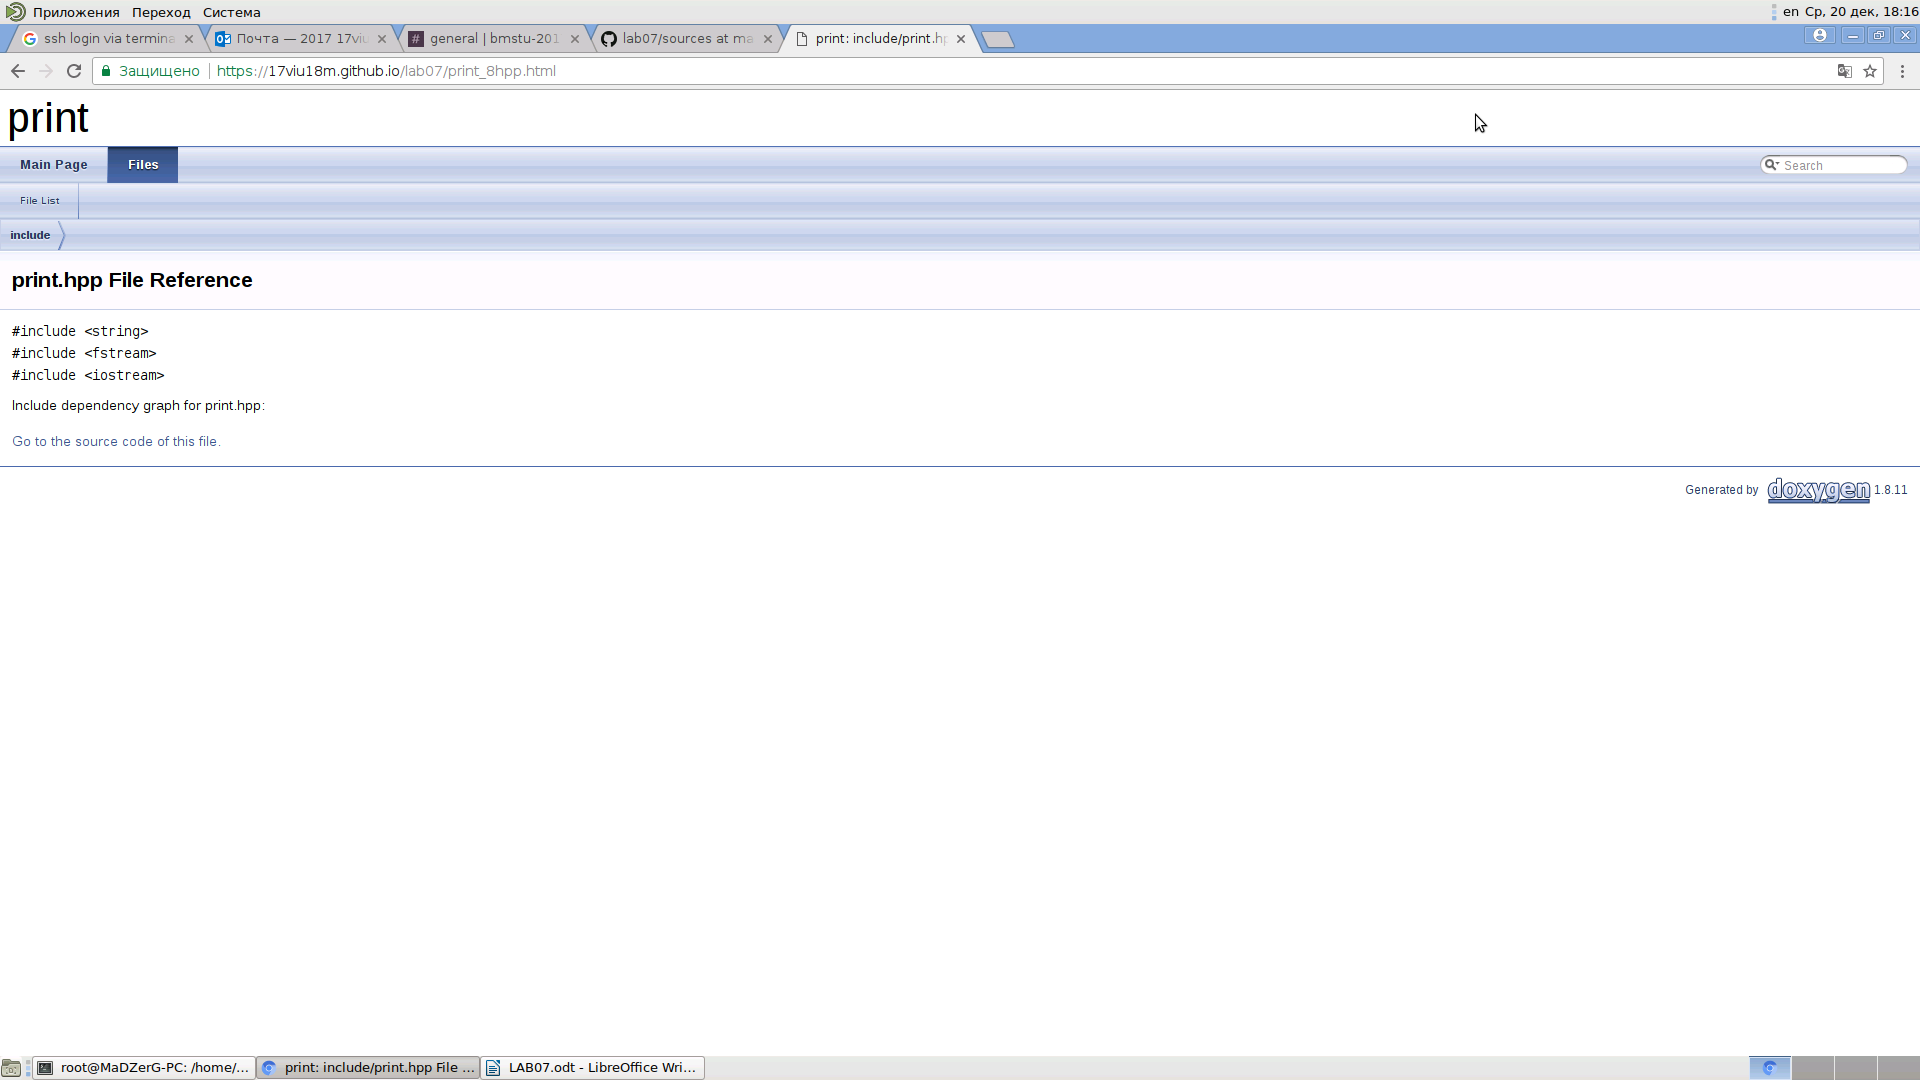 Приложения Переход Система
en Ср, 20 дек, 18:16
ssh login via termina
Почта — 2017 17viu
# general | bmstu-201
lab07/sources at ma
print: include/print.hp
Защищено https://17viu18m.github.io/lab07/print_8hpp.html
print
Main Page Files
Search
File List
include
print.hpp File Reference
#include <string>
#include <fstream>
#include <iostream>
Include dependency graph for print.hpp:
Go to the source code of this file.
Generated by doxygen 1.8.11
root@MaDZerG-PC: /home/...
print: include/print.hpp File ...
LAB07.odt - LibreOffice Wri...